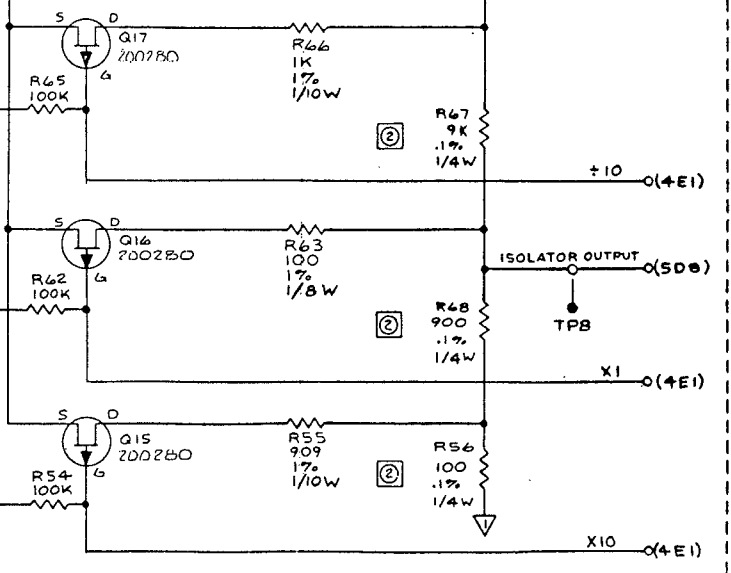 S D
Q17
200280
G
R66
1K
1%
1/10W
R65
100K
R67
9K
.1%
1/4W
2
÷10 (4E1)
S D
Q16
200280
G
R63
100
1%
1/8W
ISOLATOR OUTPUT (5D8)
TP8
R62
100K
R68
900
.1%
1/4W
2
X1 (4E1)
S D
Q15
200280
G
R55
909
1%
1/10W
R54
100K
R56
100
.1%
1/4W
2
1
X10 (4E1)